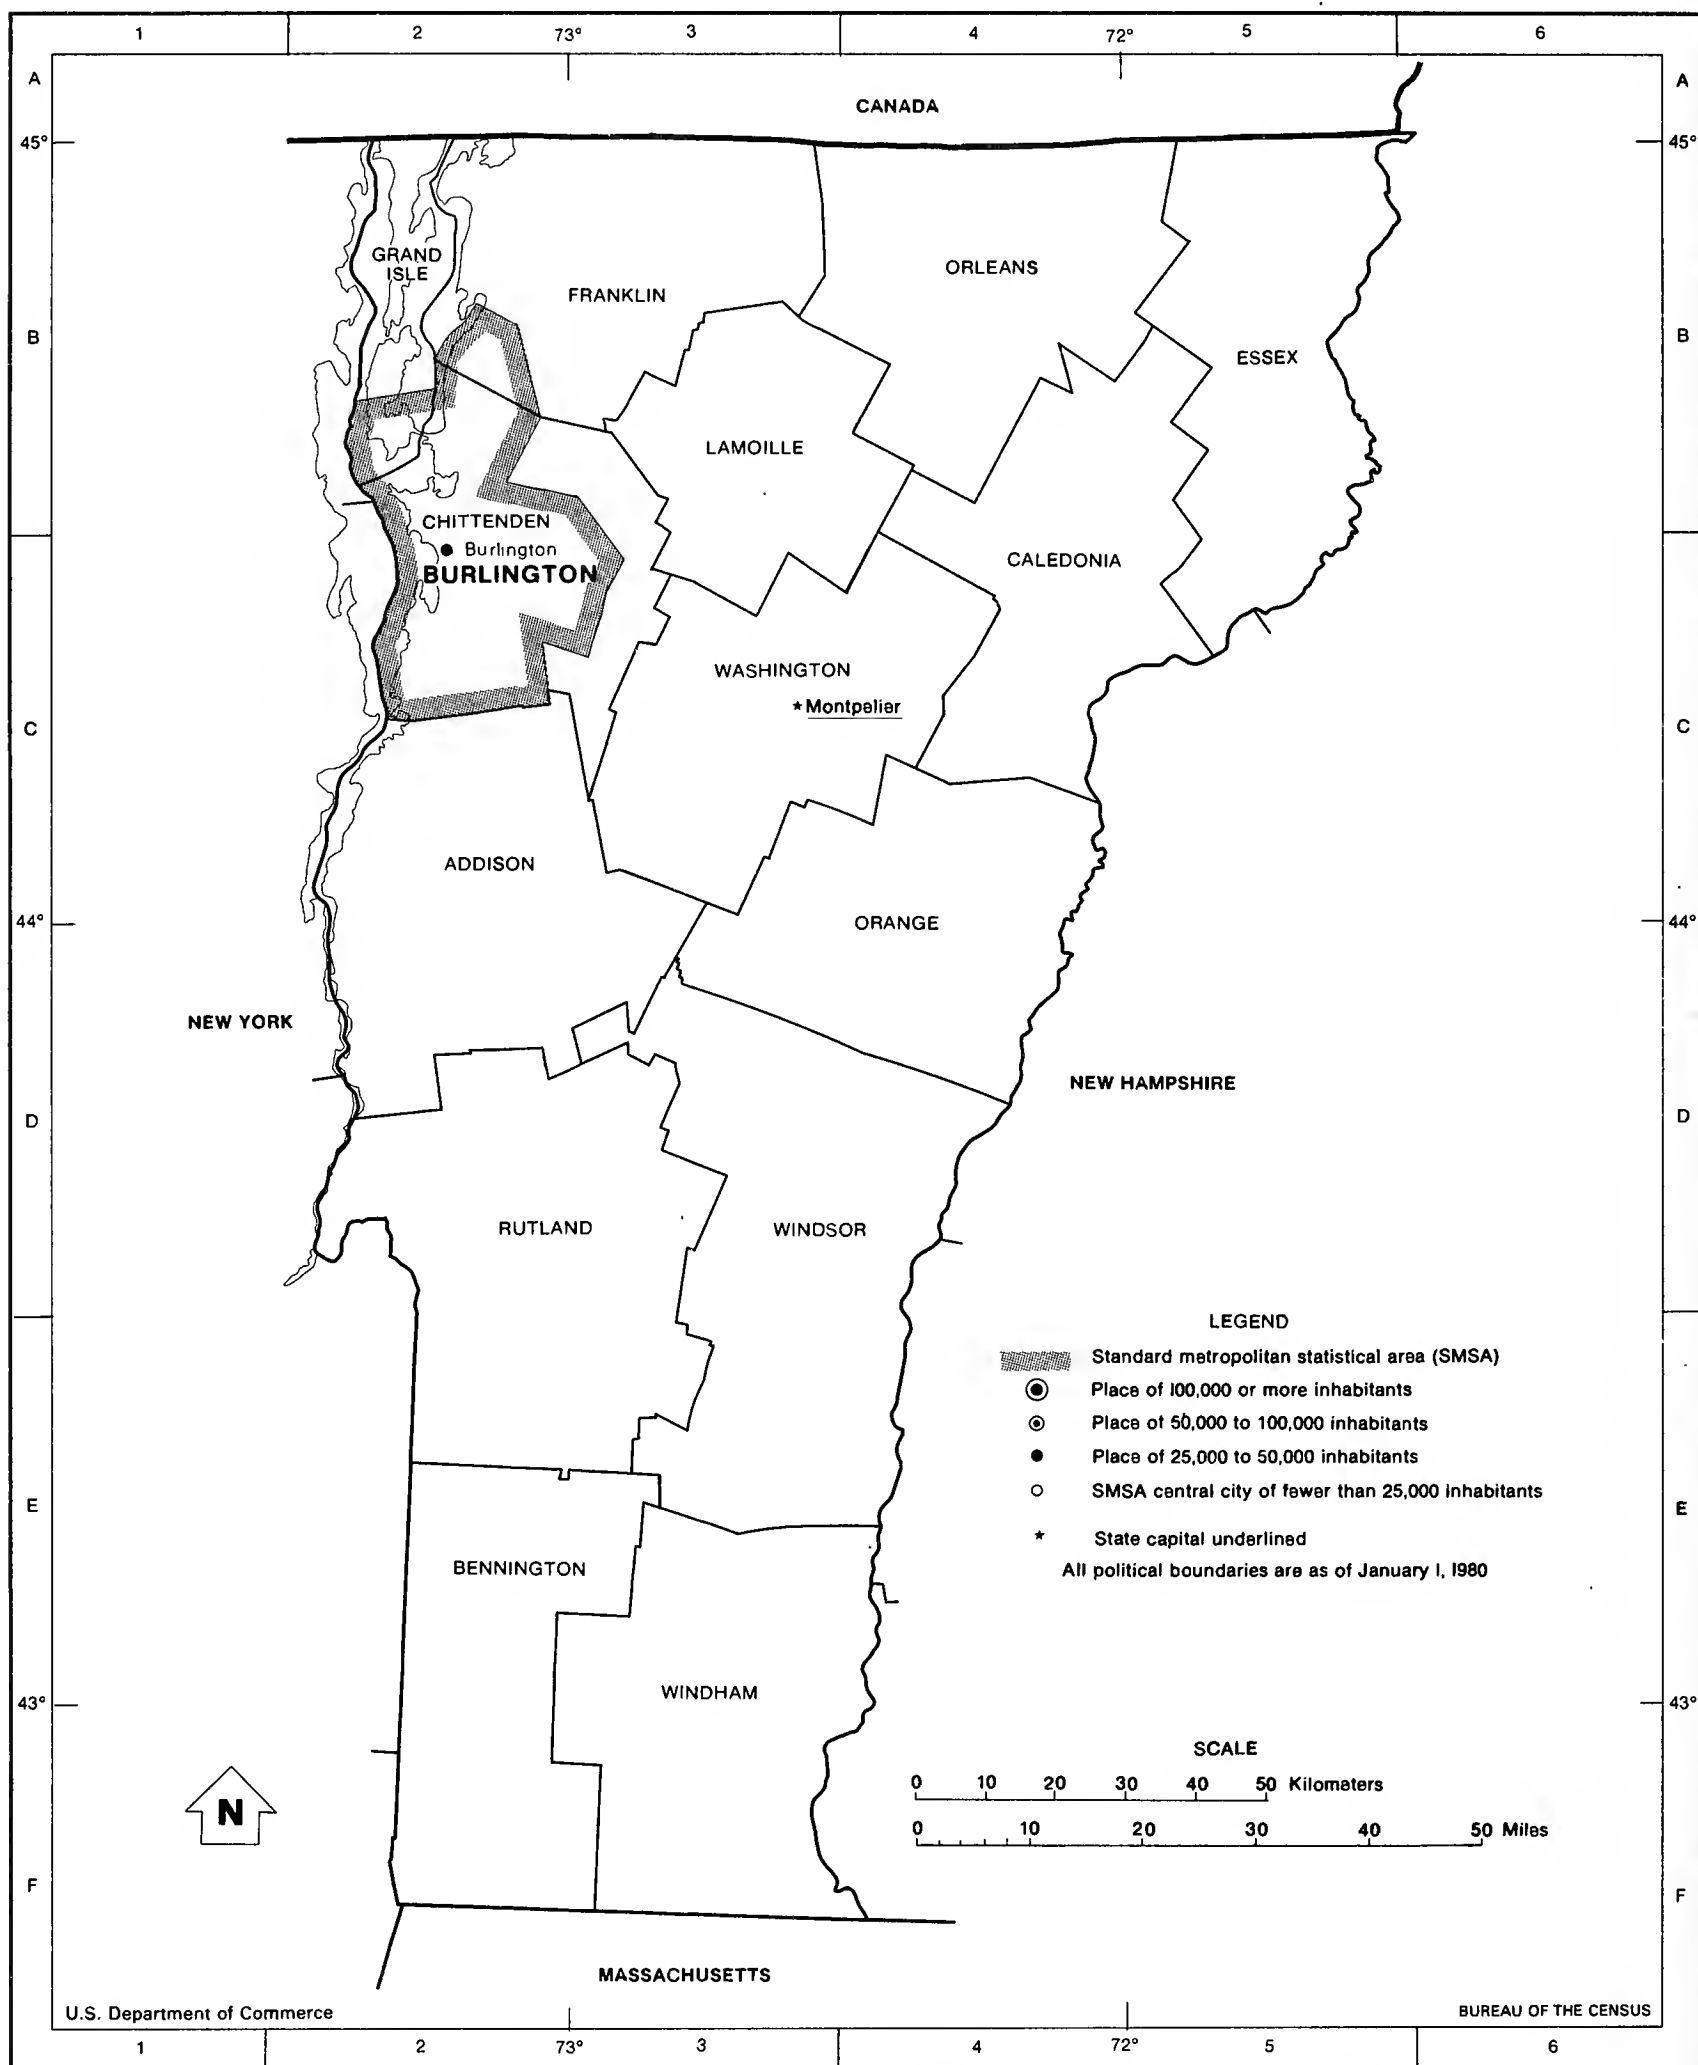 1 2 73° 3 4 72° 5 6
A A
CANADA
45° 45°
GRAND
ISLE
ORLEANS
FRANKLIN
B B
ESSEX
LAMOILLE
CHITTENDEN
Burlington
CALEDONIA
BURLINGTON
WASHINGTON
* Montpelier
C C
ADDISON
44° 44°
ORANGE
NEW YORK
NEW HAMPSHIRE
D D
RUTLAND
WINDSOR
LEGEND
Standard metropolitan statistical area (SMSA)
Place of 100,000 or more inhabitants
Place of 50,000 to 100,000 inhabitants
Place of 25,000 to 50,000 inhabitants
E E
SMSA central city of fewer than 25,000 inhabitants
* State capital underlined
All political boundaries are as of January 1, 1980
BENNINGTON
WINDHAM
43° 43°
SCALE
0 10 20 30 40 50 Kilometers
N
0 10 20 30 40 50 Miles
F F
MASSACHUSETTS
U.S. Department of Commerce
BUREAU OF THE CENSUS
1 2 73° 3 4 72° 5 6